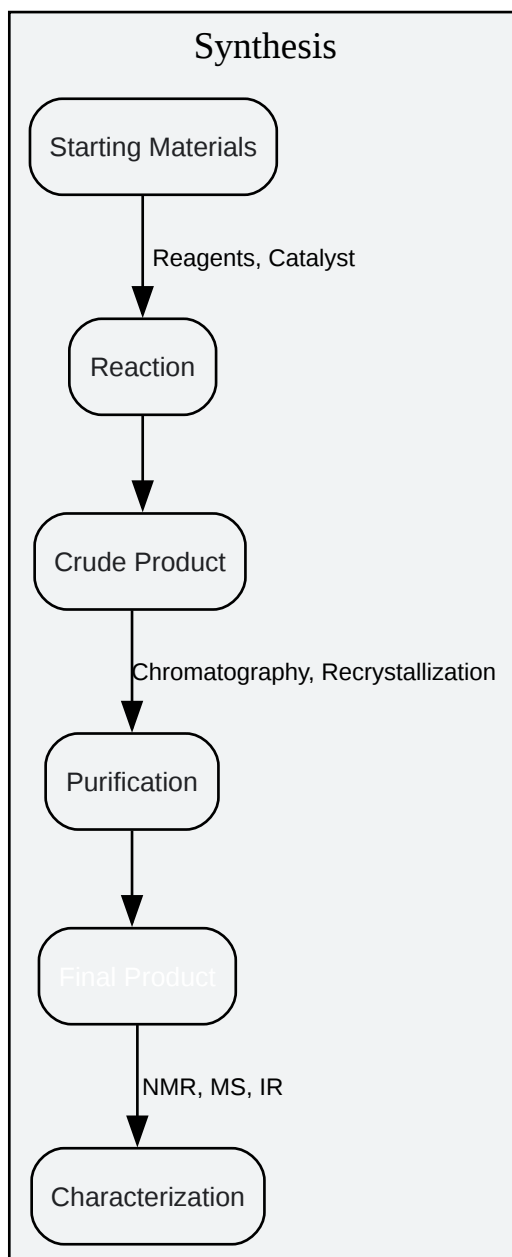 Synthesis
Starting Materials
Reagents, Catalyst
Reaction
Crude Product
Chromatography, Recrystallization
Purification
Final Product
NMR, MS, IR
Characterization